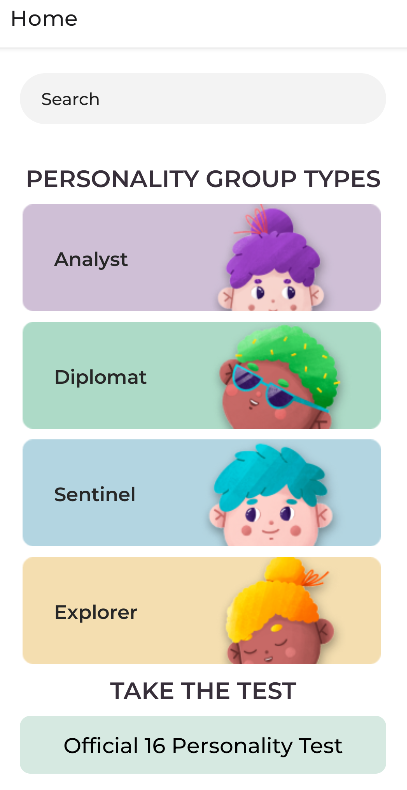 Home
Search
PERSONALITY GROUP TYPES
Analyst
Diplomat
Sentinel
Explorer
TAKE THE TEST
Official 16 Personality Test